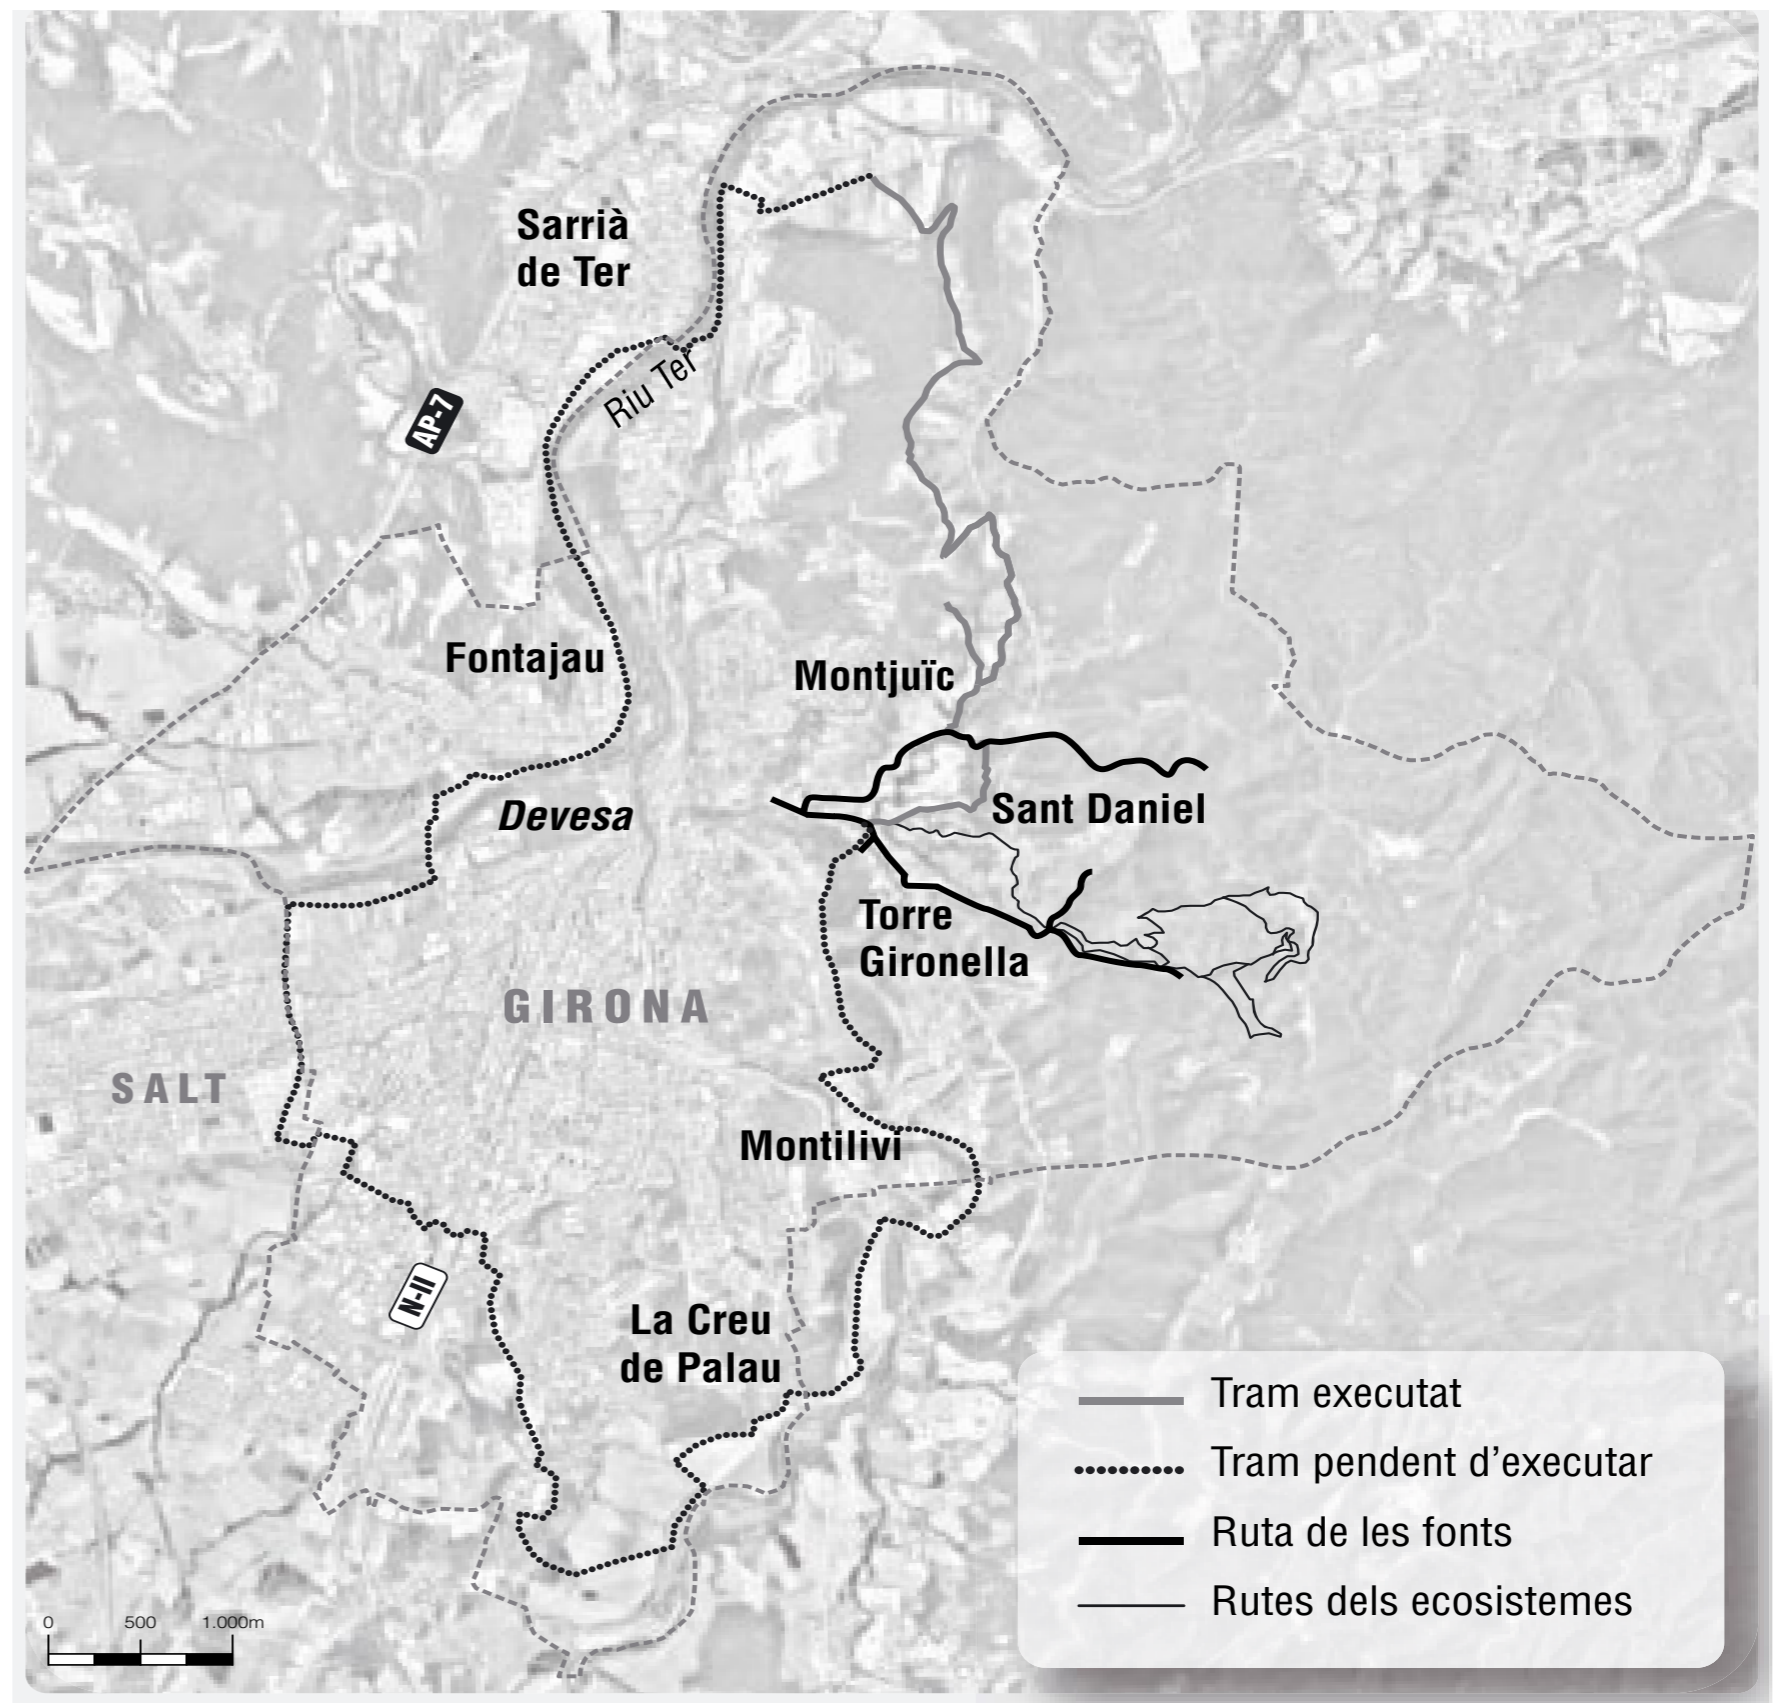 Sarrià
de Ter
Riu Ter
AP-7
Fontajau
Montjuïc
Devesa
Sant Daniel
Torre
Gironella
GIRONA
SALT
Montilivi
N-II
La Creu
de Palau
Tram executat
Tram pendent d'executar
Ruta de les fonts
Rutes dels ecosistemes
0 500 1.000m